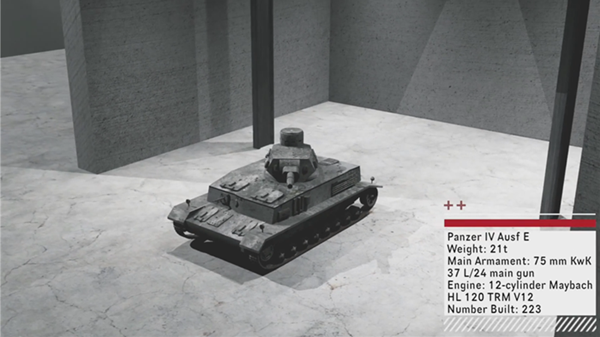 ++
Panzer IV Ausf E
Weight: 21t
Main Armament: 75 mm KwK
37 L/24 main gun
Engine: 12-cylinder Maybach
HL 120 TRM V12
Number Built: 223